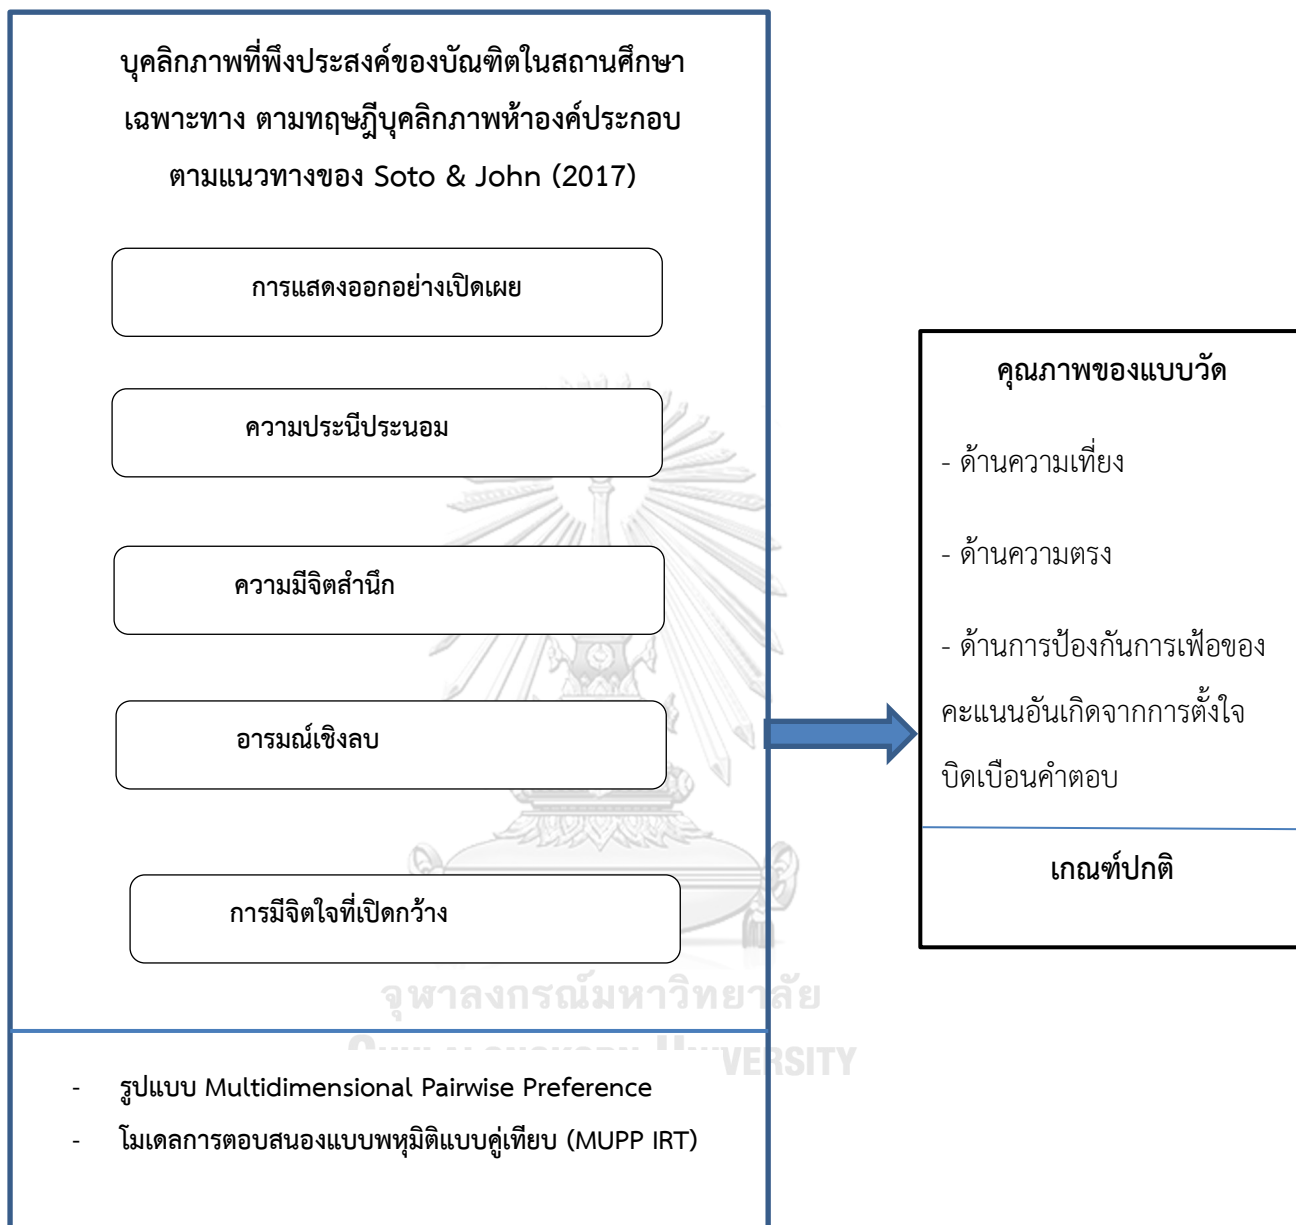 บุคลิกภาพที่พึงประสงค์ของบัณฑิตในสถานศึกษา
เฉพาะทาง ตามทฤษฎีบุคลิกภาพห้าองค์ประกอบ
ตามแนวทางของ Soto & John (2017)
การแสดงออกอย่างเปิดเผย
ความประนีประนอม
ความมีจิตสำนึก
อารมณ์เชิงลบ
การมีจิตใจที่เปิดกว้าง
จุฬาลงกรณ์มหาวิทยาลัย
VERSITY
- รูปแบบ Multidimensional Pairwise Preference
- โมเดลการตอบสนองแบบพหุมิติแบบคู่เทียบ (MUPP IRT)
คุณภาพของแบบวัด
- ด้านความเที่ยง
- ด้านความตรง
- ด้านการป้องกันการเฟ้อของ
คะแนนอันเกิดจากการตั้งใจ
บิดเบือนคำตอบ
เกณฑ์ปกติ